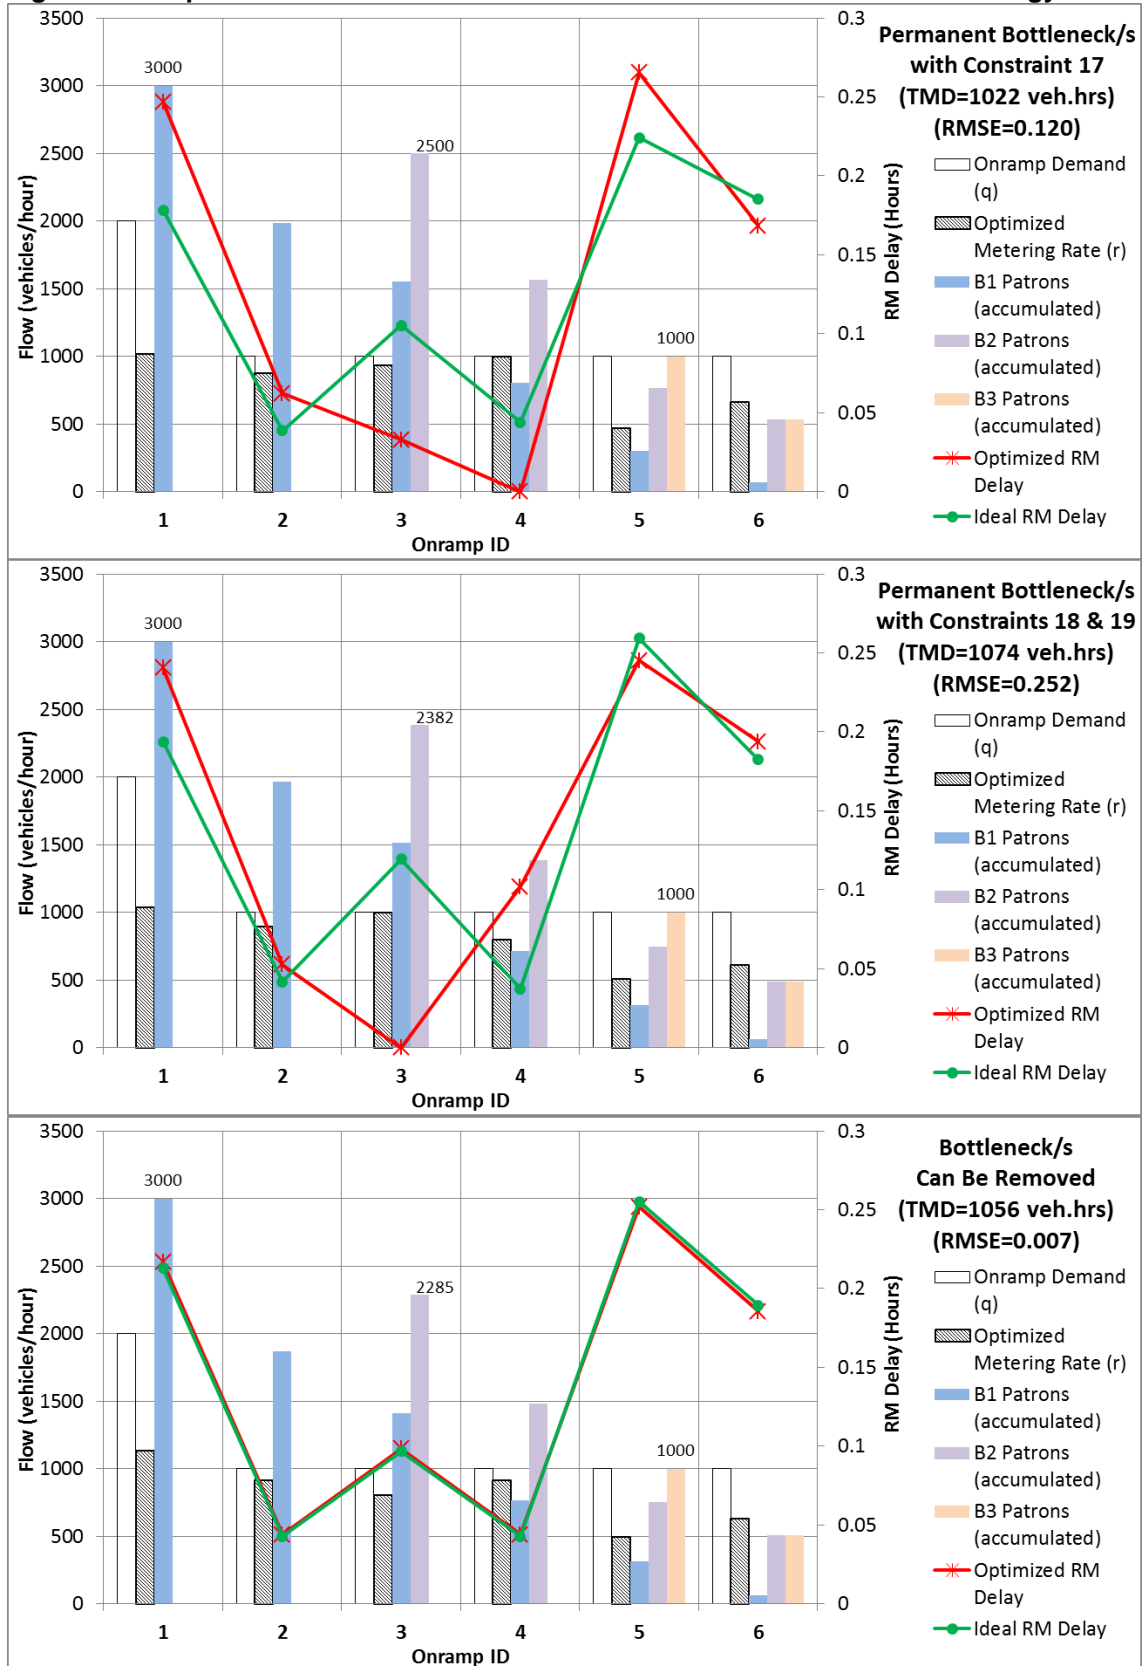 3500
3000
2500
2000
1500
1000
500
0
Flow (vehicles/hour)
3000
2500
1000
1 2 3 4 5 6
Onramp ID
0.3
0.25
0.2
0.15
0.1
0.05
0
RM Delay (Hours)
Permanent Bottleneck/s
with Constraint 17
(TMD=1022 veh.hrs)
(RMSE=0.120)
Onramp Demand
(q)
Optimized
Metering Rate (r)
B1 Patrons
(accumulated)
B2 Patrons
(accumulated)
B3 Patrons
(accumulated)
Optimized RM
Delay
Ideal RM Delay
3500
3000
2500
2000
1500
1000
500
0
Flow (vehicles/hour)
3000
2382
1000
1 2 3 4 5 6
Onramp ID
0.3
0.25
0.2
0.15
0.1
0.05
0
RM Delay (Hours)
Permanent Bottleneck/s
with Constraints 18 & 19
(TMD=1074 veh.hrs)
(RMSE=0.252)
Onramp Demand
(q)
Optimized
Metering Rate (r)
B1 Patrons
(accumulated)
B2 Patrons
(accumulated)
B3 Patrons
(accumulated)
Optimized RM
Delay
Ideal RM Delay
3500
3000
2500
2000
1500
1000
500
0
Flow (vehicles/hour)
3000
2285
1000
1 2 3 4 5 6
Onramp ID
0.3
0.25
0.2
0.15
0.1
0.05
0
RM Delay (Hours)
Bottleneck/s
Can Be Removed
(TMD=1056 veh.hrs)
(RMSE=0.007)
Onramp Demand
(q)
Optimized
Metering Rate (r)
B1 Patrons
(accumulated)
B2 Patrons
(accumulated)
B3 Patrons
(accumulated)
Optimized RM
Delay
Ideal RM Delay